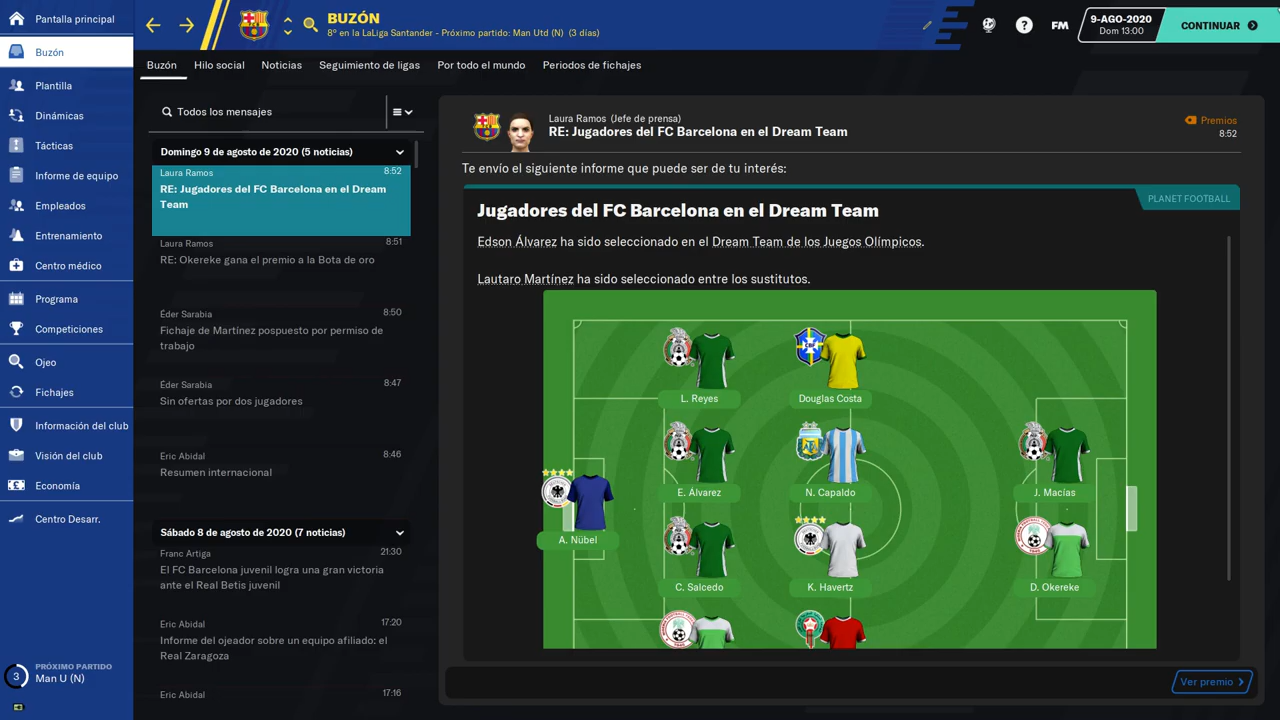 Pantalla principal
Buzón
Plantilla
Dinámicas
Tácticas
Informe de equipo
Empleados
Entrenamiento
Centro médico
Programa
Competiciones
Ojeo
Fichajes
Información del club
Visión del club
Economía
Centro Desarr.
3
PRÓXIMO PARTIDO
Man U (N)
BUZÓN
8º en la LaLiga Santander - Próximo partido: Man Utd (N) (3 días)
?
FM
9-AGO-2020
Dom 13:00
CONTINUAR
Buzón
Hilo social
Noticias
Seguimiento de ligas
Por todo el mundo
Periodos de fichajes
Todos los mensajes
Domingo 9 de agosto de 2020 (5 noticias)
Laura Ramos 8:52
RE: Jugadores del FC Barcelona en el Dream
Team
Laura Ramos 8:51
RE: Okereke gana el premio a la Bota de oro
Éder Sarabia 8:50
Fichaje de Martínez pospuesto por permiso de
trabajo
Éder Sarabia 8:47
Sin ofertas por dos jugadores
Eric Abidal 8:46
Resumen internacional
Sábado 8 de agosto de 2020 (7 noticias)
Franc Artiga 21:30
El FC Barcelona juvenil logra una gran victoria
ante el Real Betis juvenil
Eric Abidal 17:20
Informe del ojeador sobre un equipo afiliado: el
Real Zaragoza
Eric Abidal 17:16
Laura Ramos (Jefe de prensa)
RE: Jugadores del FC Barcelona en el Dream Team
Premios
8:52
Te envío el siguiente informe que puede ser de tu interés:
PLANET FOOTBALL
Jugadores del FC Barcelona en el Dream Team
Edson Álvarez ha sido seleccionado en el Dream Team de los Juegos Olímpicos.
Lautaro Martínez ha sido seleccionado entre los sustitutos.
L. Reyes
Douglas Costa
E. Álvarez
N. Capaldo
J. Macías
A. Nübel
C. Salcedo
K. Havertz
D. Okereke
Ver premio